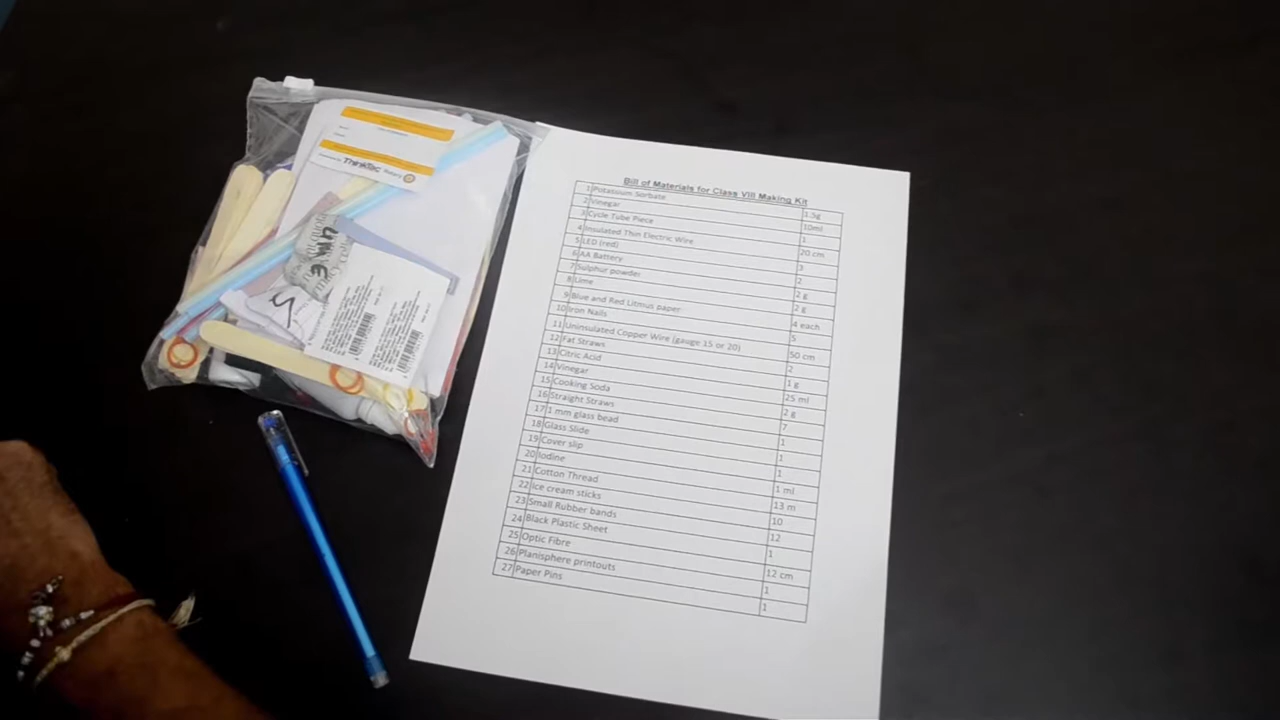 Bill of Materials for Class VIII Making Kit
1 Potassium Sorbate 1.5g
2 Vinegar 10ml
3 Cycle Tube Piece 1
4 Insulated Thin Electric Wire 20 cm
5 LED (red) 3
6 AA Battery 2
7 Sulphur powder 2 g
8 Lime 2 g
9 Blue and Red Litmus paper 4 each
10 Iron Nails 5
11 Uninsulated Copper Wire (gauge 15 or 20) 50 cm
12 Fat Straws 2
13 Citric Acid 1 g
14 Vinegar 25 ml
15 Cooking Soda 2 g
16 Straight Straws 7
17 1 mm glass bead 1
18 Glass Slide 1
19 Cover slip 1
20 Iodine 1 ml
21 Cotton Thread 13 m
22 Ice cream sticks 10
23 Small Rubber bands 12
24 Black Plastic Sheet 1
25 Optic Fibre 12 cm
26 Planisphere printouts 1
27 Paper Pins 1
ThinkTac
Rotary